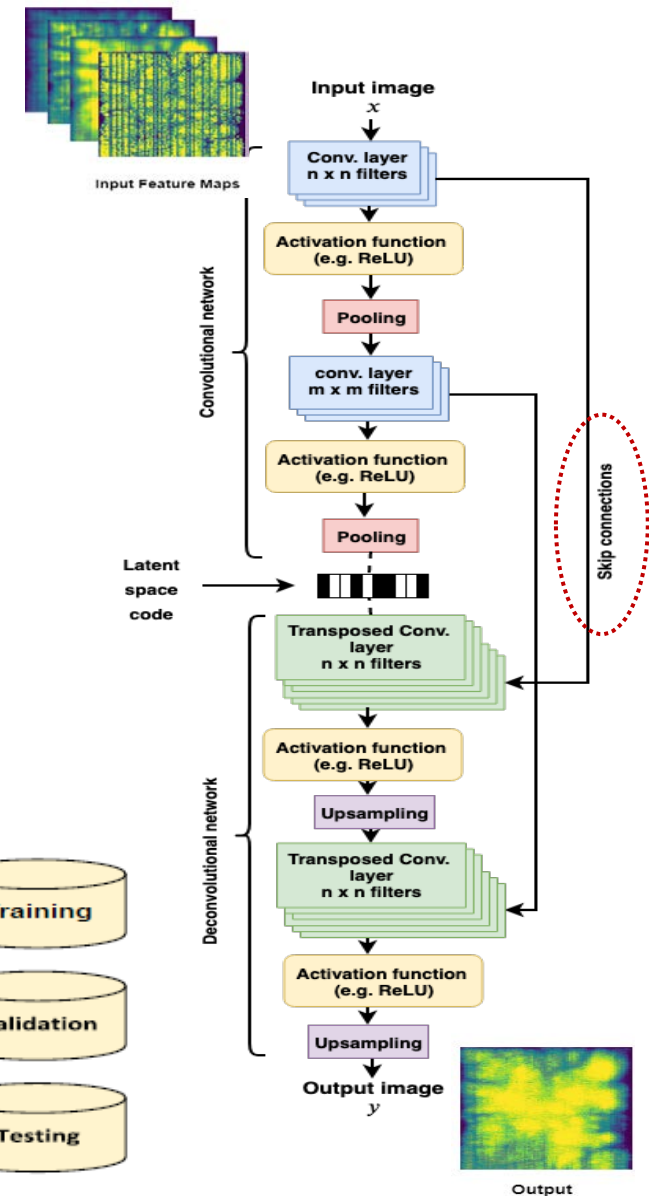 Input Feature Maps
Input image
x
Conv. layer
n x n filters
Activation function
(e.g. ReLU)
Pooling
conv. layer
m x m filters
Activation function
(e.g. ReLU)
Pooling
Convolutional network
Skip connections
Latent
space
code
Transposed Conv.
layer
n x n filters
Activation function
(e.g. ReLU)
Upsampling
Transposed Conv.
layer
n x n filters
Activation function
(e.g. ReLU)
Upsampling
Deconvolutional network
Output image
y
raining
alidation
Testing
Output